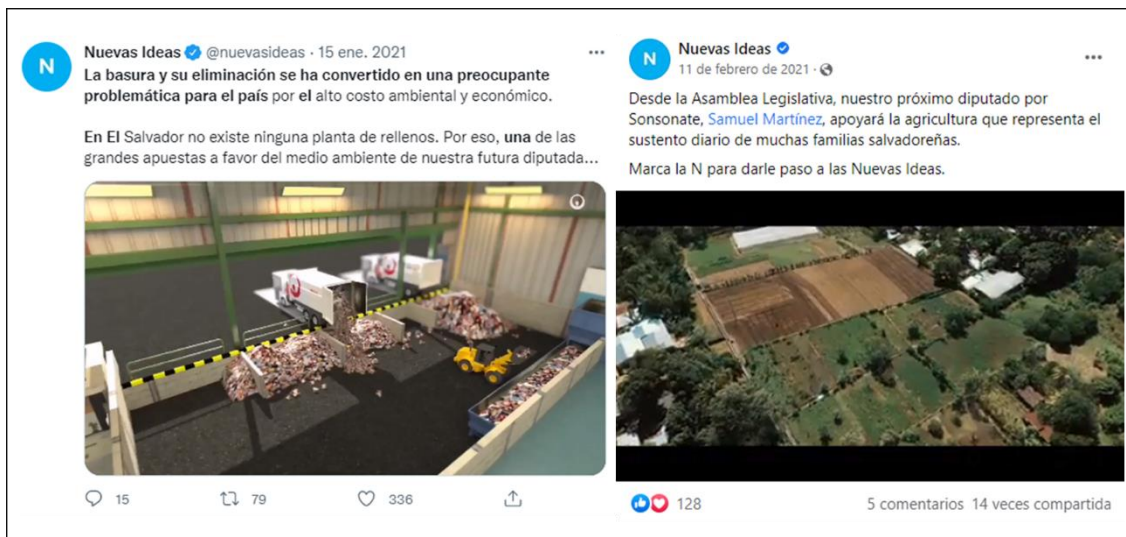 N
Nuevas Ideas @nuevasideas · 15 ene. 2021
La basura y su eliminación se ha convertido en una preocupante
problemática para el país por el alto costo ambiental y económico.
En El Salvador no existe ninguna planta de rellenos. Por eso, una de las
grandes apuestas a favor del medio ambiente de nuestra futura diputada...
15 79 336
N
Nuevas Ideas
11 de febrero de 2021 ·
Desde la Asamblea Legislativa, nuestro próximo diputado por
Sonsonate, Samuel Martínez, apoyará la agricultura que representa el
sustento diario de muchas familias salvadoreñas.
Marca la N para darle paso a las Nuevas Ideas.
128 5 comentarios 14 veces compartida